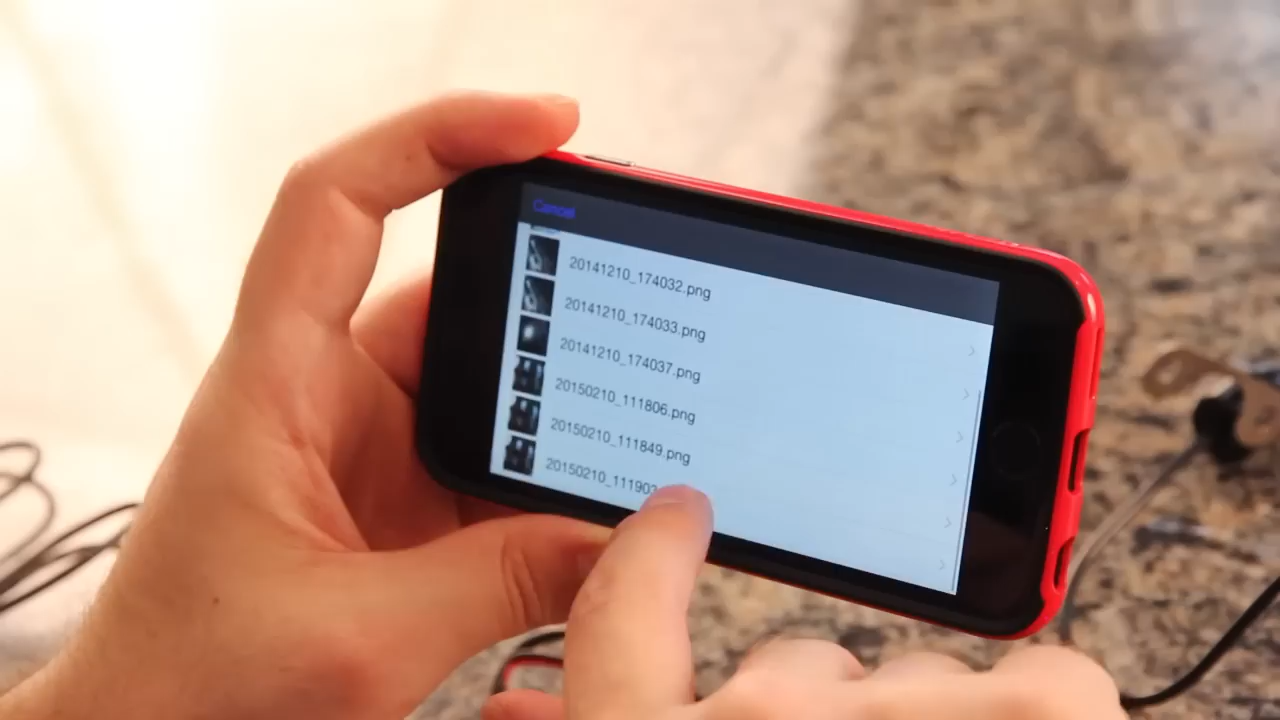 Cancel
20141210_174032.png
20141210_174033.png
20141210_174037.png
20150210_111806.png
20150210_111849.png